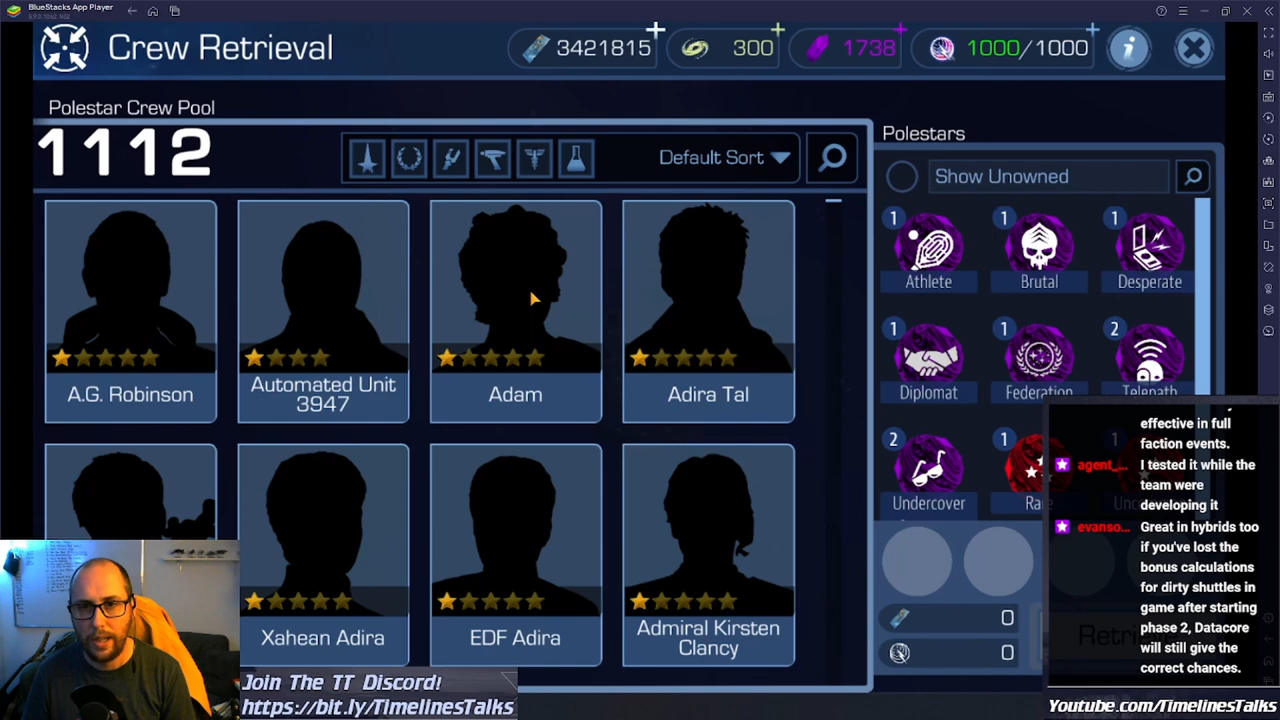 BlueStacks App Player
Crew Retrieval
3421815
300
1738
1000/1000
Polestar Crew Pool
1112
Default Sort
Polestars
Show Unowned
A.G. Robinson
Automated Unit
3947
Adam
Adira Tal
Xahean Adira
EDF Adira
Admiral Kirsten
Clancy
1
Athlete
1
Brutal
1
Desperate
1
Diplomat
1
Federation
2
Telepath
2
Undercover
1
0
0
effective in full
faction events.
agent_... I tested it while the
team were
developing it
evanso... Great in hybrids too
if you've lost the
bonus calculations
for dirty shuttles in
game after starting
phase 2, Datacore
will still give the
correct chances.
Join The TT Discord!
https://bit.ly/TimelinesTalks
Youtube.com/TimelinesTalks